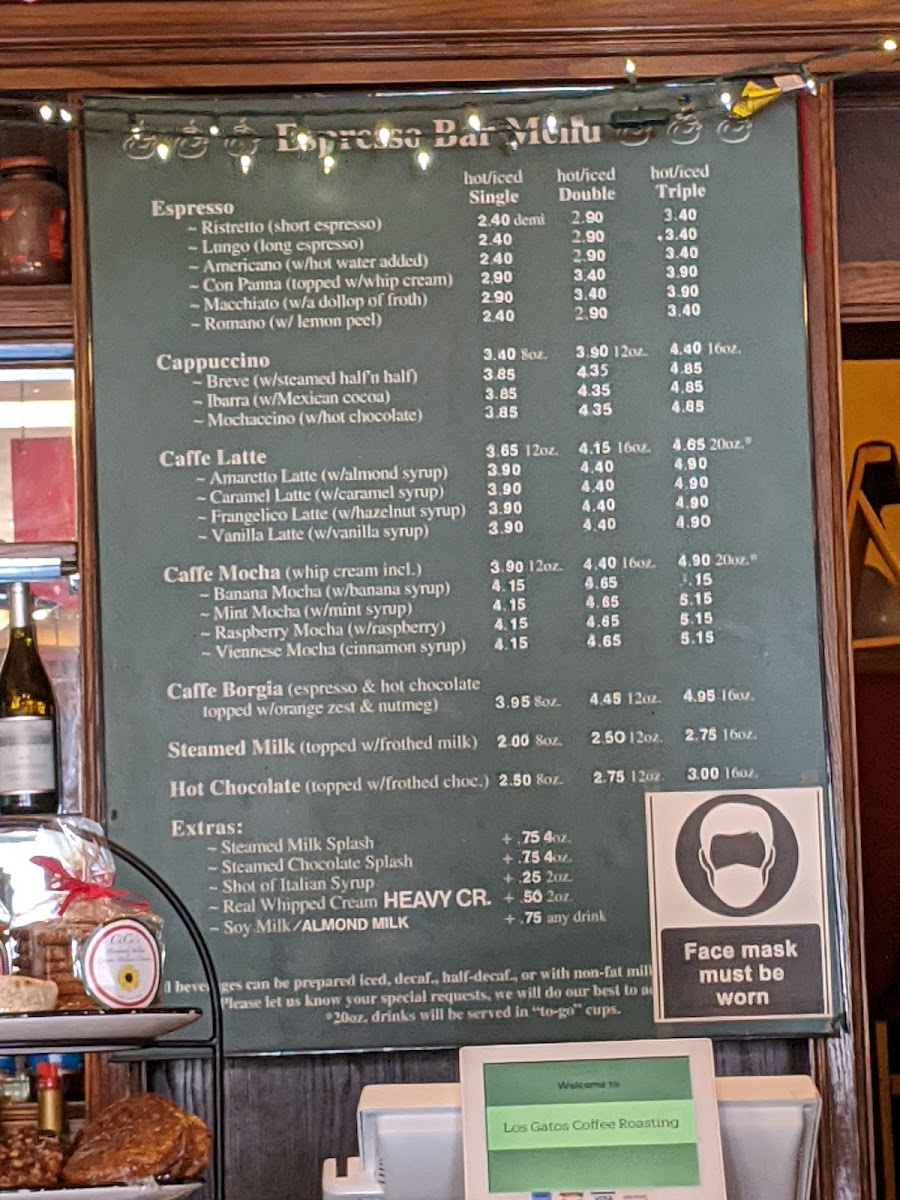 Espresso Bar Menu
hot/iced hot/iced hot/iced
Single Double Triple
Espresso
~ Ristretto (short espresso) 2.40 demi 2.90 3.40
~ Lungo (long espresso) 2.40 2.90 3.40
~ Americano (w/hot water added) 2.40 2.90 3.40
~ Con Panna (topped w/whip cream) 2.90 3.40 3.90
~ Macchiato (w/a dollop of froth) 2.90 3.40 3.90
~ Romano (w/ lemon peel) 2.40 2.90 3.40
Cappuccino 3.40 8oz. 3.90 12oz. 4.40 16oz.
~ Breve (w/steamed half'n half) 3.85 4.35 4.85
~ Ibarra (w/Mexican cocoa) 3.85 4.35 4.85
~ Mochaccino (w/hot chocolate) 3.85 4.35 4.85
Caffe Latte 3.65 12oz. 4.15 16oz. 4.65 20oz.*
~ Amaretto Latte (w/almond syrup) 3.90 4.40 4.90
~ Caramel Latte (w/caramel syrup) 3.90 4.40 4.90
~ Frangelico Latte (w/hazelnut syrup) 3.90 4.40 4.90
~ Vanilla Latte (w/vanilla syrup) 3.90 4.40 4.90
Caffe Mocha (whip cream incl.) 3.90 12oz. 4.40 16oz. 4.90 20oz.*
~ Banana Mocha (w/banana syrup) 4.15 4.65 .15
~ Mint Mocha (w/mint syrup) 4.15 4.65 5.15
~ Raspberry Mocha (w/raspberry) 4.15 4.65 5.15
~ Viennese Mocha (cinnamon syrup) 4.15 4.65 5.15
Caffe Borgia (espresso & hot chocolate
topped w/orange zest & nutmeg) 3.95 8oz. 4.45 12oz. 4.95 16oz.
Steamed Milk (topped w/frothed milk) 2.00 8oz. 2.50 12oz. 2.75 16oz.
Hot Chocolate (topped w/frothed choc.) 2.50 8oz. 2.75 12oz. 3.00 16oz.
Extras:
~ Steamed Milk Splash + .75 4oz.
~ Steamed Chocolate Splash + .75 4oz.
~ Shot of Italian Syrup + .25 2oz.
~ Real Whipped Cream HEAVY CR. + .50 2oz.
~ Soy Milk/ALMOND MILK + .75 any drink
beverages can be prepared iced, decaf., half-decaf., or with non-fat mil
Please let us know your special requests, we will do our best to
*20oz. drinks will be served in "to-go" cups.
Face mask
must be
worn
Welcome to
Los Gatos Coffee Roasting